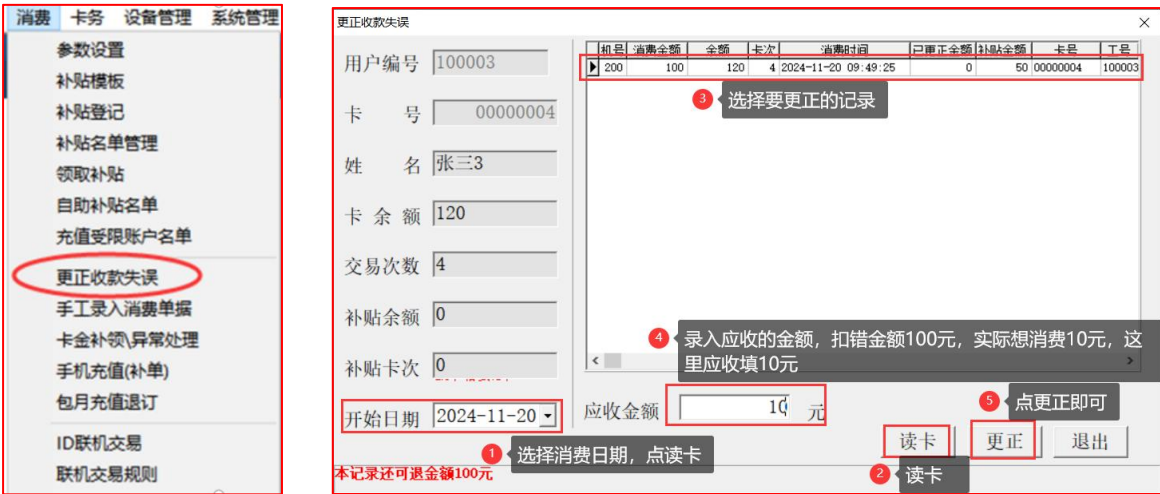 消费 卡务 设备管理 系统管理
参数设置
补贴模板
补贴登记
补贴名单管理
领取补贴
自助补贴名单
充值受限账户名单
更正收款失误
手工录入消费单据
卡金补领\异常处理
手机充值(补单)
包月充值退订
ID联机交易
联机交易规则
更正收款失误
用户编号 100003
卡 号 00000004
姓 名 张三3
卡 余 额 120
交易次数 4
补贴余额 0
补贴卡次 0
开始日期 2024-11-20
机号 消费金额 金额 卡次 消费时间 已更正金额 补贴金额 卡号 工号
200 100 120 4 2024-11-20 09:49:25 0 50 00000004 100003
3 选择要更正的记录
4 录入应收的金额，扣错金额100元，实际想消费10元，这
里应收填10元
应收金额 10 元
5 点更正即可
读卡 更正 退出
1 选择消费日期，点读卡
2 读卡
本记录还可退金额100元